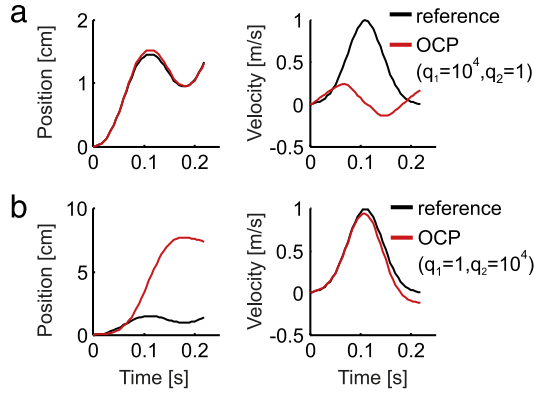 a
Position [cm]
2
1
0
0
0.1
0.2
Velocity [m/s]
1
0.5
0
-0.5
0
0.1
0.2
reference
OCP
(q₁=10⁴,q₂=1)
b
Position [cm]
10
5
0
0
0.1
0.2
Time [s]
Velocity [m/s]
1
0.5
0
-0.5
0
0.1
0.2
Time [s]
reference
OCP
(q₁=1,q₂=10⁴)